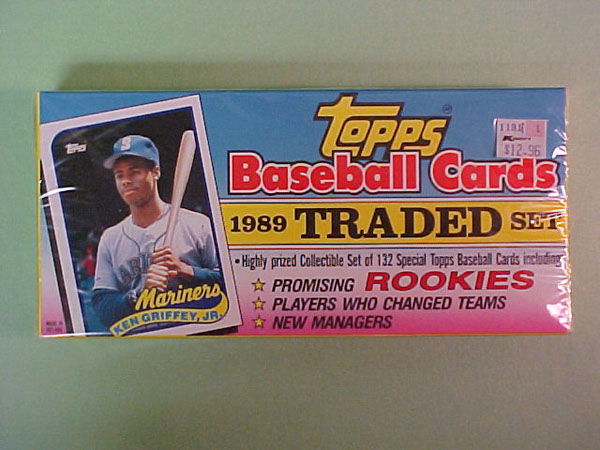 topps
Baseball Cards
1989 TRADED SET
• Highly prized Collectible Set of 132 Special Topps Baseball Cards including
PROMISING ROOKIES
PLAYERS WHO CHANGED TEAMS
NEW MANAGERS
$12.96
topps
S
Mariners
KEN GRIFFEY, JR.